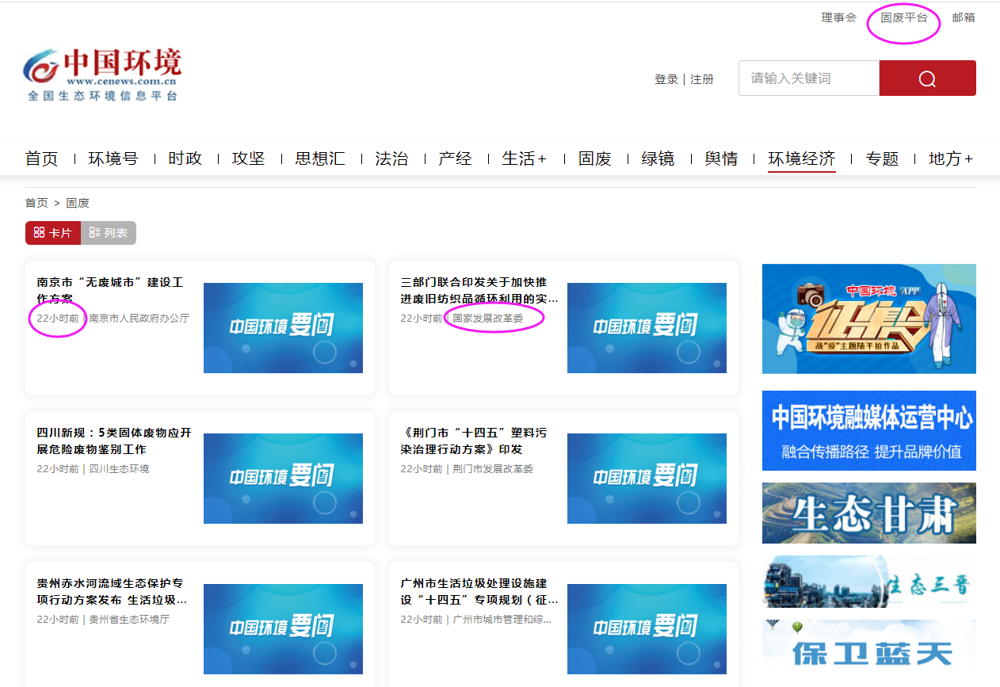 理事会 固废平台 邮箱
中国环境
www.cenews.com.cn
全国生态环境信息平台
登录 | 注册
请输入关键词
首页 | 环境号 | 时政 | 攻坚 | 思想汇 | 法治 | 产经 | 生活+ | 固废 | 绿镜 | 舆情 | 环境经济 | 专题 | 地方+
首页 > 固废
卡片 列表
南京市“无废城市”建设工
作方案
22小时前 | 南京市人民政府办公厅
中国环境要闻
三部门联合印发关于加快推
进废旧纺织品循环利用的实...
22小时前 | 国家发展改革委
中国环境要闻
四川新规：5类固体废物应开
展危险废物鉴别工作
22小时前 | 四川生态环境
中国环境要闻
《荆门市“十四五”塑料污
染治理行动方案》印发
22小时前 | 荆门市发展改革委
中国环境要闻
贵州赤水河流域生态保护专
项行动方案发布 生活垃圾...
22小时前 | 贵州省生态环境厅
中国环境要闻
广州市生活垃圾处理设施建
设“十四五”专项规划（征...
22小时前 | 广州市城市管理和综...
中国环境要闻
中国环境APP
征集令
战“疫”主题随手拍作品
中国环境融媒体运营中心
融合传播路径 提升品牌价值
生态甘肃
生态三晋
保卫蓝天